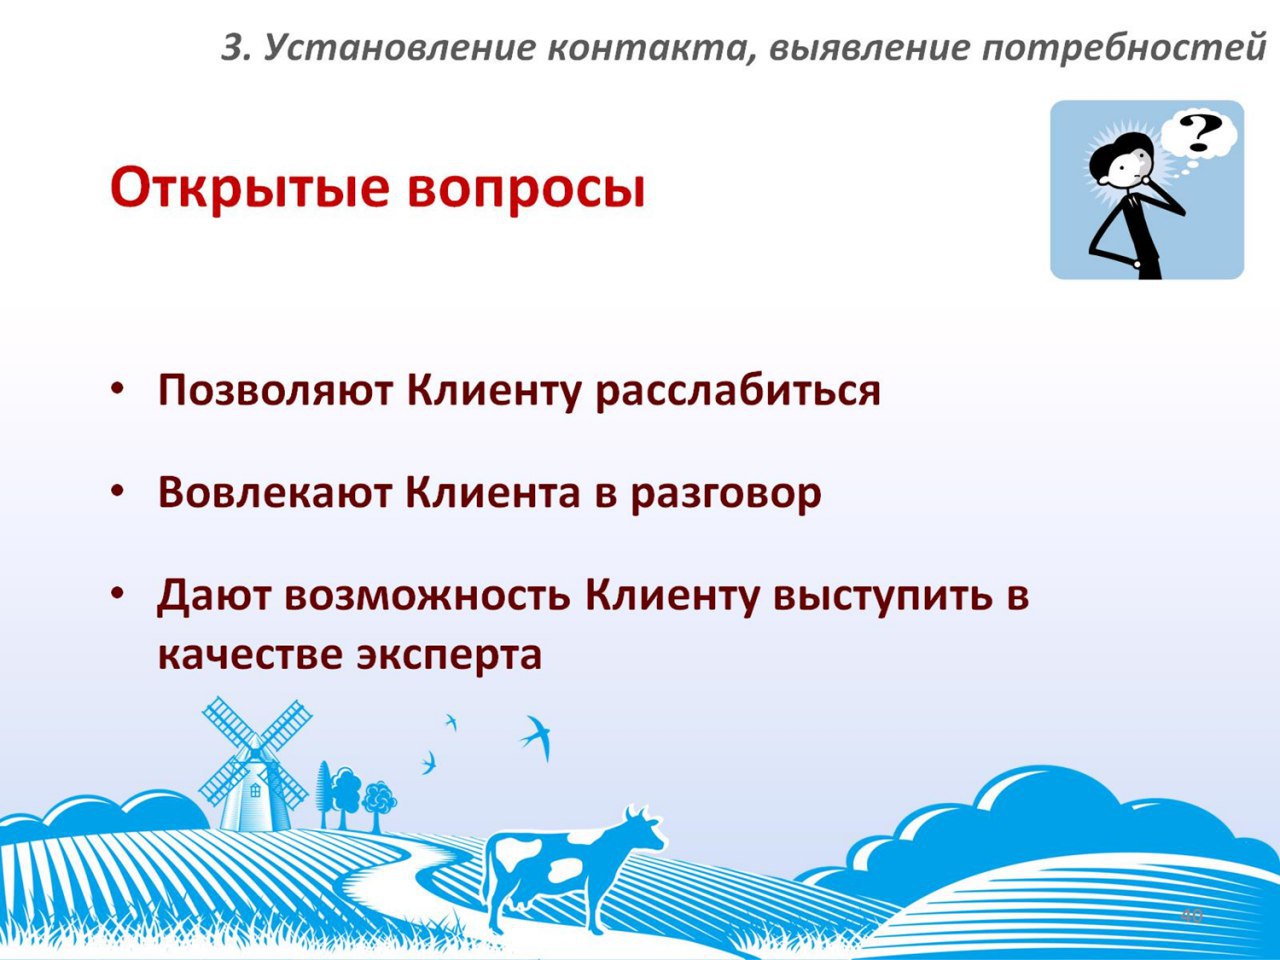 3. Установление контакта, выявление потребностей
?
Открытые вопросы
• Позволяют Клиенту расслабиться
• Вовлекают Клиента в разговор
• Дают возможность Клиенту выступить в
качестве эксперта
40